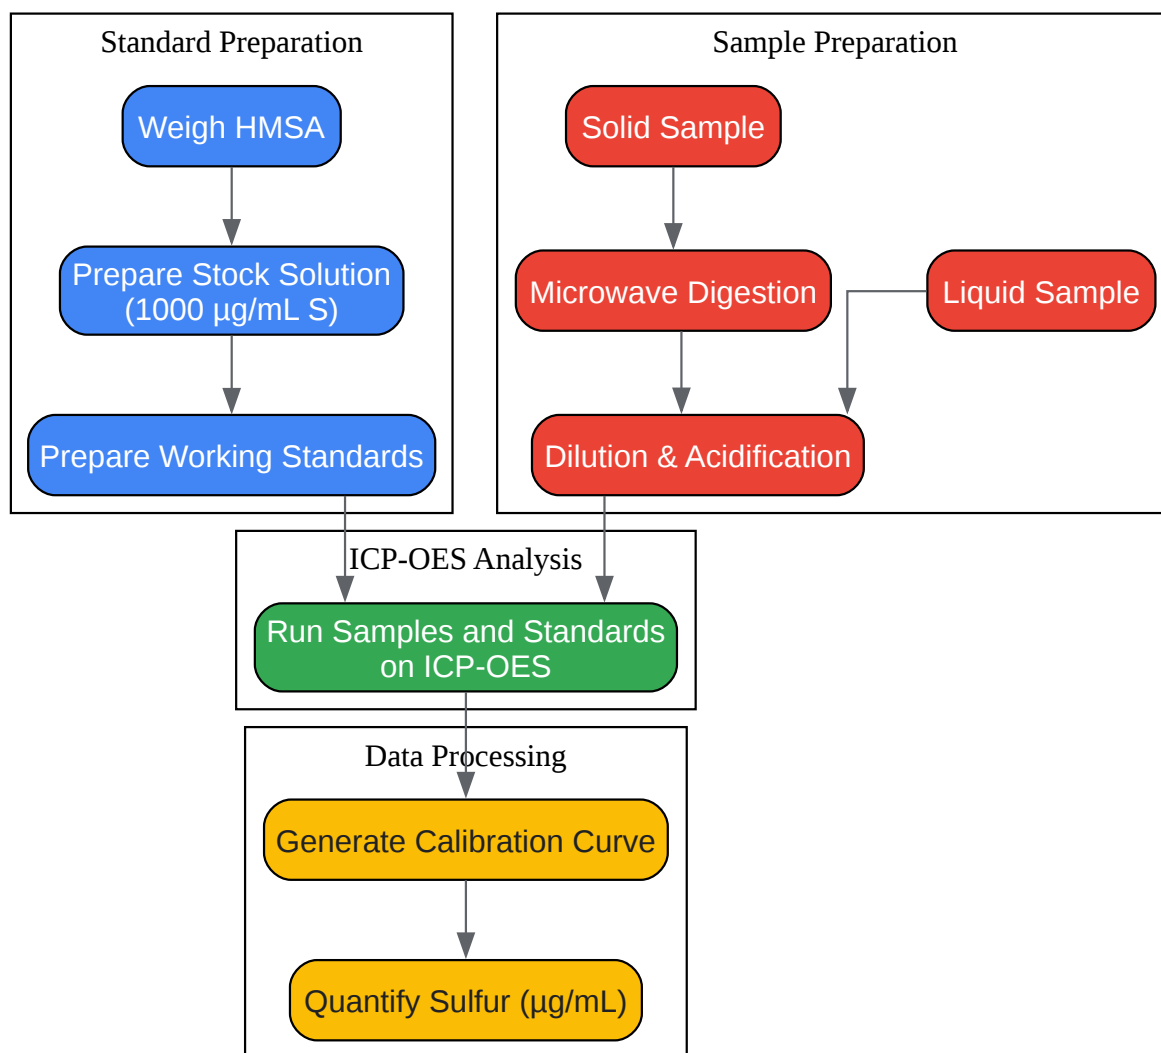 Standard Preparation
Weigh HMSA
Prepare Stock Solution
(1000 µg/mL S)
Prepare Working Standards
Sample Preparation
Solid Sample
Microwave Digestion
Liquid Sample
Dilution & Acidification
ICP-OES Analysis
Run Samples and Standards
on ICP-OES
Data Processing
Generate Calibration Curve
Quantify Sulfur (µg/mL)